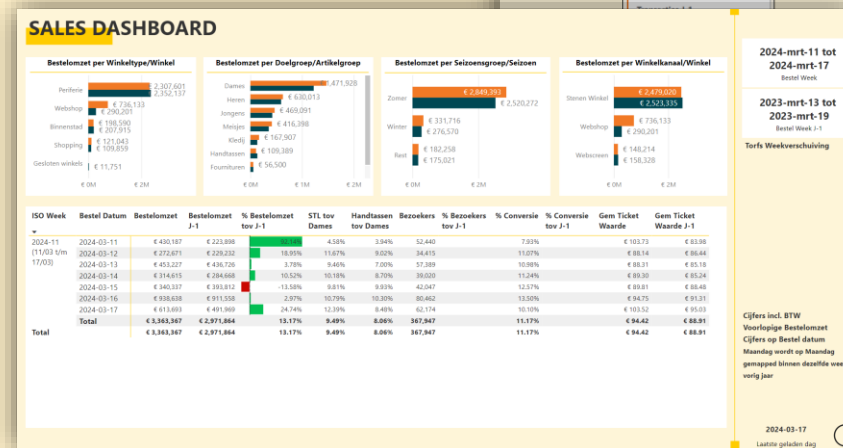 SALES DASHBOARD
Bestelomzet per Winkeltype/Winkel
Periferie € 2,307,601
€ 2,352,137
Webshop € 736,133
€ 290,201
Binnenstad € 198,590
€ 207,915
Shopping € 121,043
€ 109,859
Gesloten winkels € 11,751
€ 0M € 2M
Bestelomzet per Doelgroep/Artikelgroep
Dames € 1,471,928
Heren € 630,013
Jongens € 469,091
Meisjes € 416,398
Kledij € 167,907
Handtassen € 109,389
Fournituren € 56,500
€ 0M € 1M € 2M
Bestelomzet per Seizoensgroep/Seizoen
Zomer € 2,849,393
€ 2,520,272
Winter € 331,716
€ 276,570
Rest € 182,258
€ 175,021
€ 0M € 2M
Bestelomzet per Winkelkanaal/Winkel
Stenen Winkel € 2,479,020
€ 2,523,335
Webshop € 736,133
€ 290,201
Webscreen € 148,214
€ 158,328
€ 0M € 2M
2024-mrt-11 tot
2024-mrt-17
Bestel Week
2023-mrt-13 tot
2023-mrt-19
Bestel Week J-1
Torfs Weekverschuiving
ISO Week Bestel Datum Bestelomzet Bestelomzet J-1 % Bestelomzet tov J-1 STL tov Dames Handtassen tov Dames Bezoekers % Bezoekers tov J-1 % Conversie % Conversie tov J-1 Gem Ticket Waarde Gem Ticket Waarde J-1
2024-11 (11/03 t/m 17/03) 2024-03-11 € 430,187 € 223,898 92.14% 4.58% 3.94% 52,440 7.93% € 103.73 € 83.98
2024-03-12 € 272,671 € 229,232 18.95% 11.67% 9.02% 34,415 11.07% € 88.14 € 86.44
2024-03-13 € 453,227 € 436,726 3.78% 9.46% 7.00% 57,389 10.98% € 88.31 € 85.18
2024-03-14 € 314,615 € 284,668 10.52% 10.18% 8.70% 39,020 11.24% € 89.30 € 85.24
2024-03-15 € 340,337 € 393,812 -13.58% 9.81% 9.93% 42,047 12.57% € 89.81 € 88.48
2024-03-16 € 938,638 € 911,558 2.97% 10.79% 10.30% 80,462 13.50% € 94.75 € 91.31
2024-03-17 € 613,693 € 491,969 24.74% 12.39% 8.48% 62,174 10.10% € 103.52 € 95.03
Total € 3,363,367 € 2,971,864 13.17% 9.49% 8.06% 367,947 11.17% € 94.42 € 88.91
Total € 3,363,367 € 2,971,864 13.17% 9.49% 8.06% 367,947 11.17% € 94.42 € 88.91
Cijfers incl. BTW
Voorlopige Bestelomzet
Cijfers op Bestel datum
Maandag wordt op Maandag
gemapped binnen dezelfde wee
vorig jaar
2024-03-17
Laatste geladen dag